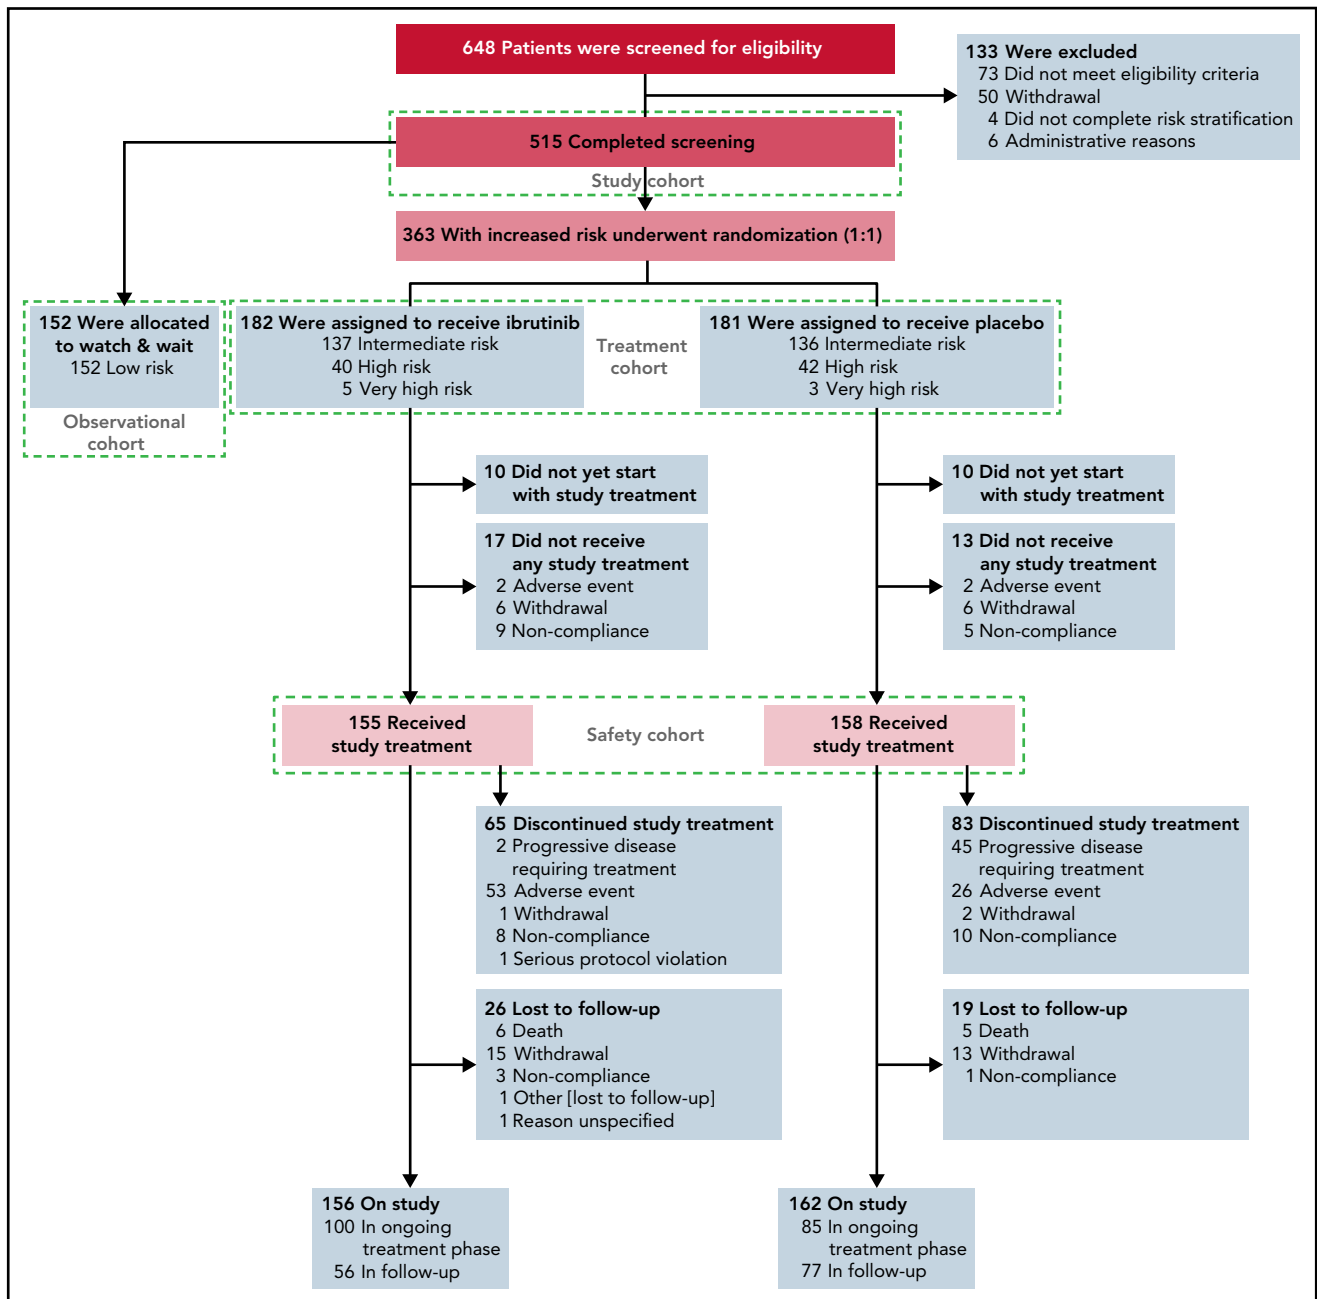 648 Patients were screened for eligibility
133 Were excluded
73 Did not meet eligibility criteria
50 Withdrawal
4 Did not complete risk stratification
6 Administrative reasons
515 Completed screening
Study cohort
363 With increased risk underwent randomization (1:1)
152 Were allocated
to watch & wait
152 Low risk
Observational
cohort
182 Were assigned to receive ibrutinib
137 Intermediate risk
40 High risk
5 Very high risk
Treatment
cohort
181 Were assigned to receive placebo
136 Intermediate risk
42 High risk
3 Very high risk
10 Did not yet start
with study treatment
10 Did not yet start
with study treatment
17 Did not receive
any study treatment
2 Adverse event
6 Withdrawal
9 Non-compliance
13 Did not receive
any study treatment
2 Adverse event
6 Withdrawal
5 Non-compliance
155 Received
study treatment
Safety cohort
158 Received
study treatment
65 Discontinued study treatment
2 Progressive disease
requiring treatment
53 Adverse event
1 Withdrawal
8 Non-compliance
1 Serious protocol violation
83 Discontinued study treatment
45 Progressive disease
requiring treatment
26 Adverse event
2 Withdrawal
10 Non-compliance
26 Lost to follow-up
6 Death
15 Withdrawal
3 Non-compliance
1 Other [lost to follow-up]
1 Reason unspecified
19 Lost to follow-up
5 Death
13 Withdrawal
1 Non-compliance
156 On study
100 In ongoing
treatment phase
56 In follow-up
162 On study
85 In ongoing
treatment phase
77 In follow-up